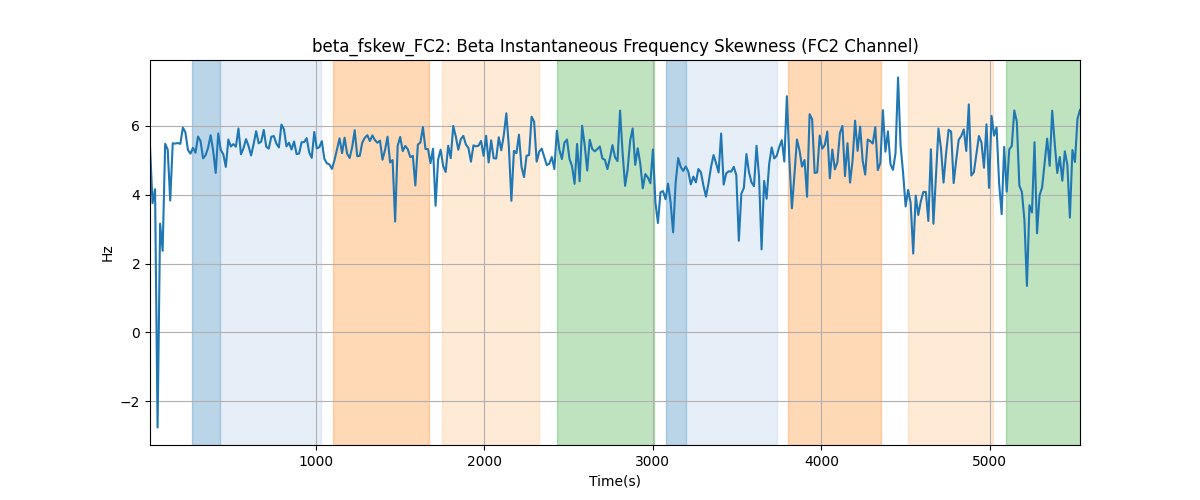 beta_fskew_FC2: Beta Instantaneous Frequency Skewness (FC2 Channel)
Hz
6
4
2
0
−2
1000 2000 3000 4000 5000
Time(s)